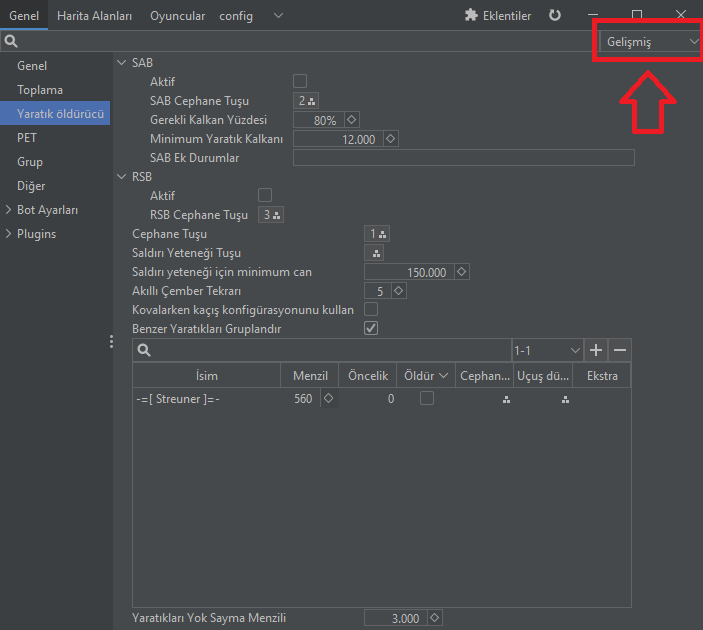 Genel Harita Alanları Oyuncular config Eklentiler
Gelişmiş
Genel
Toplama
Yaratık öldürücü
PET
Grup
Diğer
Bot Ayarları
Plugins
SAB
Aktif
SAB Cephane Tuşu 2
Gerekli Kalkan Yüzdesi 80%
Minimum Yaratık Kalkanı 12.000
SAB Ek Durumlar
RSB
Aktif
RSB Cephane Tuşu 3
Cephane Tuşu 1
Saldırı Yeteneği Tuşu
Saldırı yeteneği için minimum can 150.000
Akıllı Çember Tekrarı 5
Kovalarken kaçış konfigürasyonunu kullan
Benzer Yaratıkları Gruplandır
1-1
İsim Menzil Öncelik Öldür Cephan... Uçuş dü... Ekstra
-=[ Streuner ]=- 560 0
Yaratıkları Yok Sayma Menzili 3.000